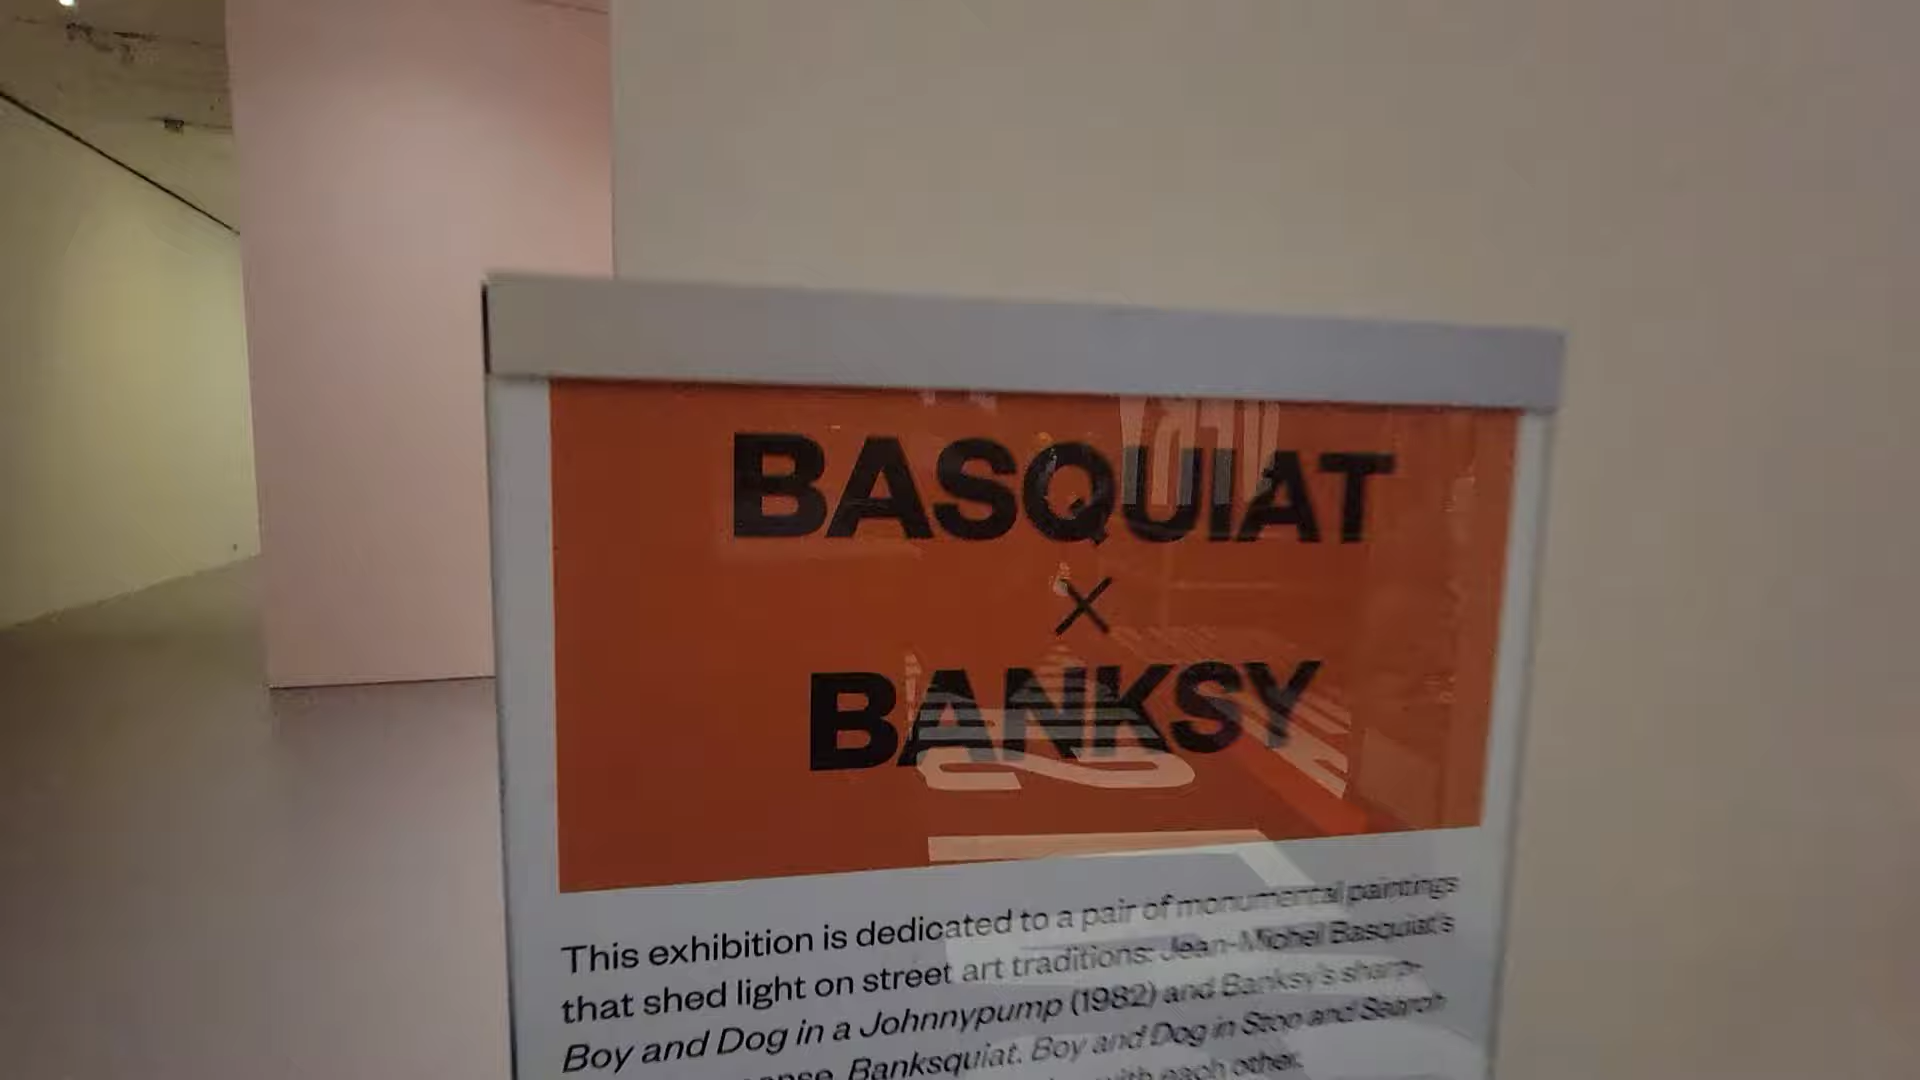 BASQUIAT
×
BANKSY
This exhibition is dedicated to a pair of monumental paintings
that shed light on street art traditions: Jean-Michel Basquiat's
Boy and Dog in a Johnnypump (1982) and Banksy's sharp-
Banksquiat. Boy and Dog in Stop and Search
with each other.